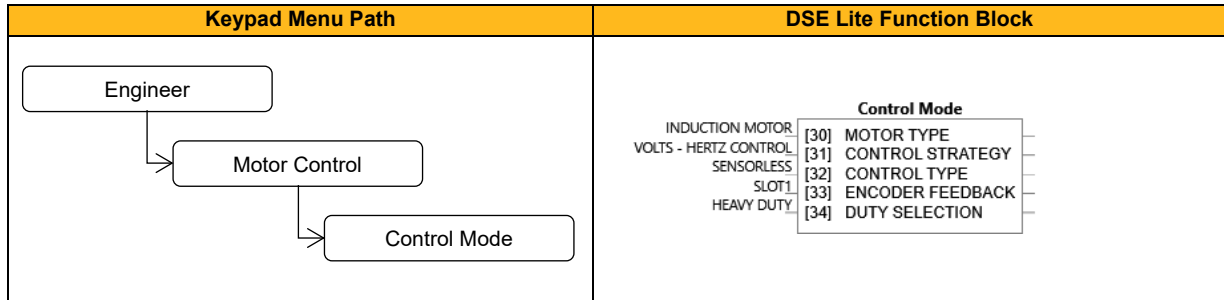 Keypad Menu Path
DSE Lite Function Block
Engineer
Motor Control
Control Mode
Control Mode
INDUCTION MOTOR [30] MOTOR TYPE
VOLTS - HERTZ CONTROL [31] CONTROL STRATEGY
SENSORLESS [32] CONTROL TYPE
SLOT1 [33] ENCODER FEEDBACK
HEAVY DUTY [34] DUTY SELECTION